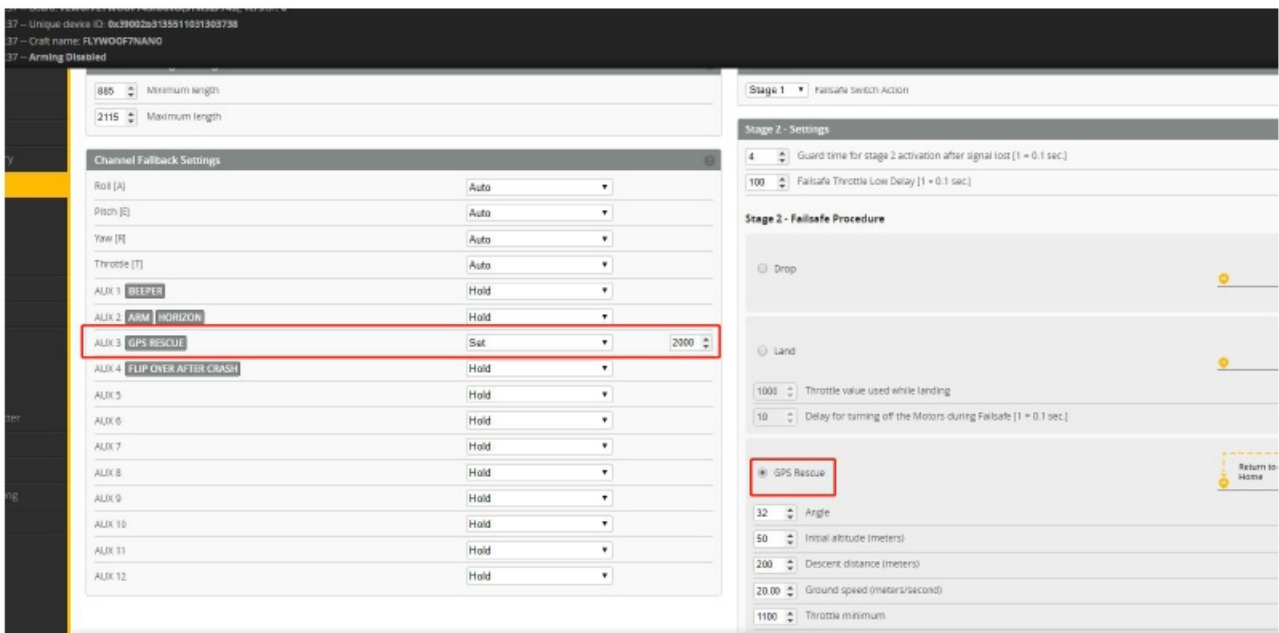 37 -- Unique device ID: 0x39002b3135511031303738
37 -- Craft name: FLYWOOF7NANO
37 -- Arming Disabled
885 Minimum length
2115 Maximum length
Channel Fallback Settings
Roll [A] Auto
Pitch [E] Auto
Yaw [R] Auto
Throttle [T] Auto
AUX 1 BEEPER Hold
AUX 2 ARM HORIZON Hold
AUX 3 GPS RESCUE Set 2000
AUX 4 FLIP OVER AFTER CRASH Hold
AUX 5 Hold
AUX 6 Hold
AUX 7 Hold
AUX 8 Hold
AUX 9 Hold
AUX 10 Hold
AUX 11 Hold
AUX 12 Hold
Stage 1 Failsafe Switch Action
Stage 2 - Settings
4 Guard time for stage 2 activation after signal lost [1 = 0.1 sec.]
100 Failsafe Throttle Low Delay [1 = 0.1 sec.]
Stage 2 - Failsafe Procedure
Drop
Land
1000 Throttle value used while landing
10 Delay for turning off the Motors during Failsafe [1 = 0.1 sec.]
GPS Rescue
Return to
Home
32 Angle
50 Initial altitude (meters)
200 Descent distance (meters)
20.00 Ground speed (meters/second)
1100 Throttle minimum